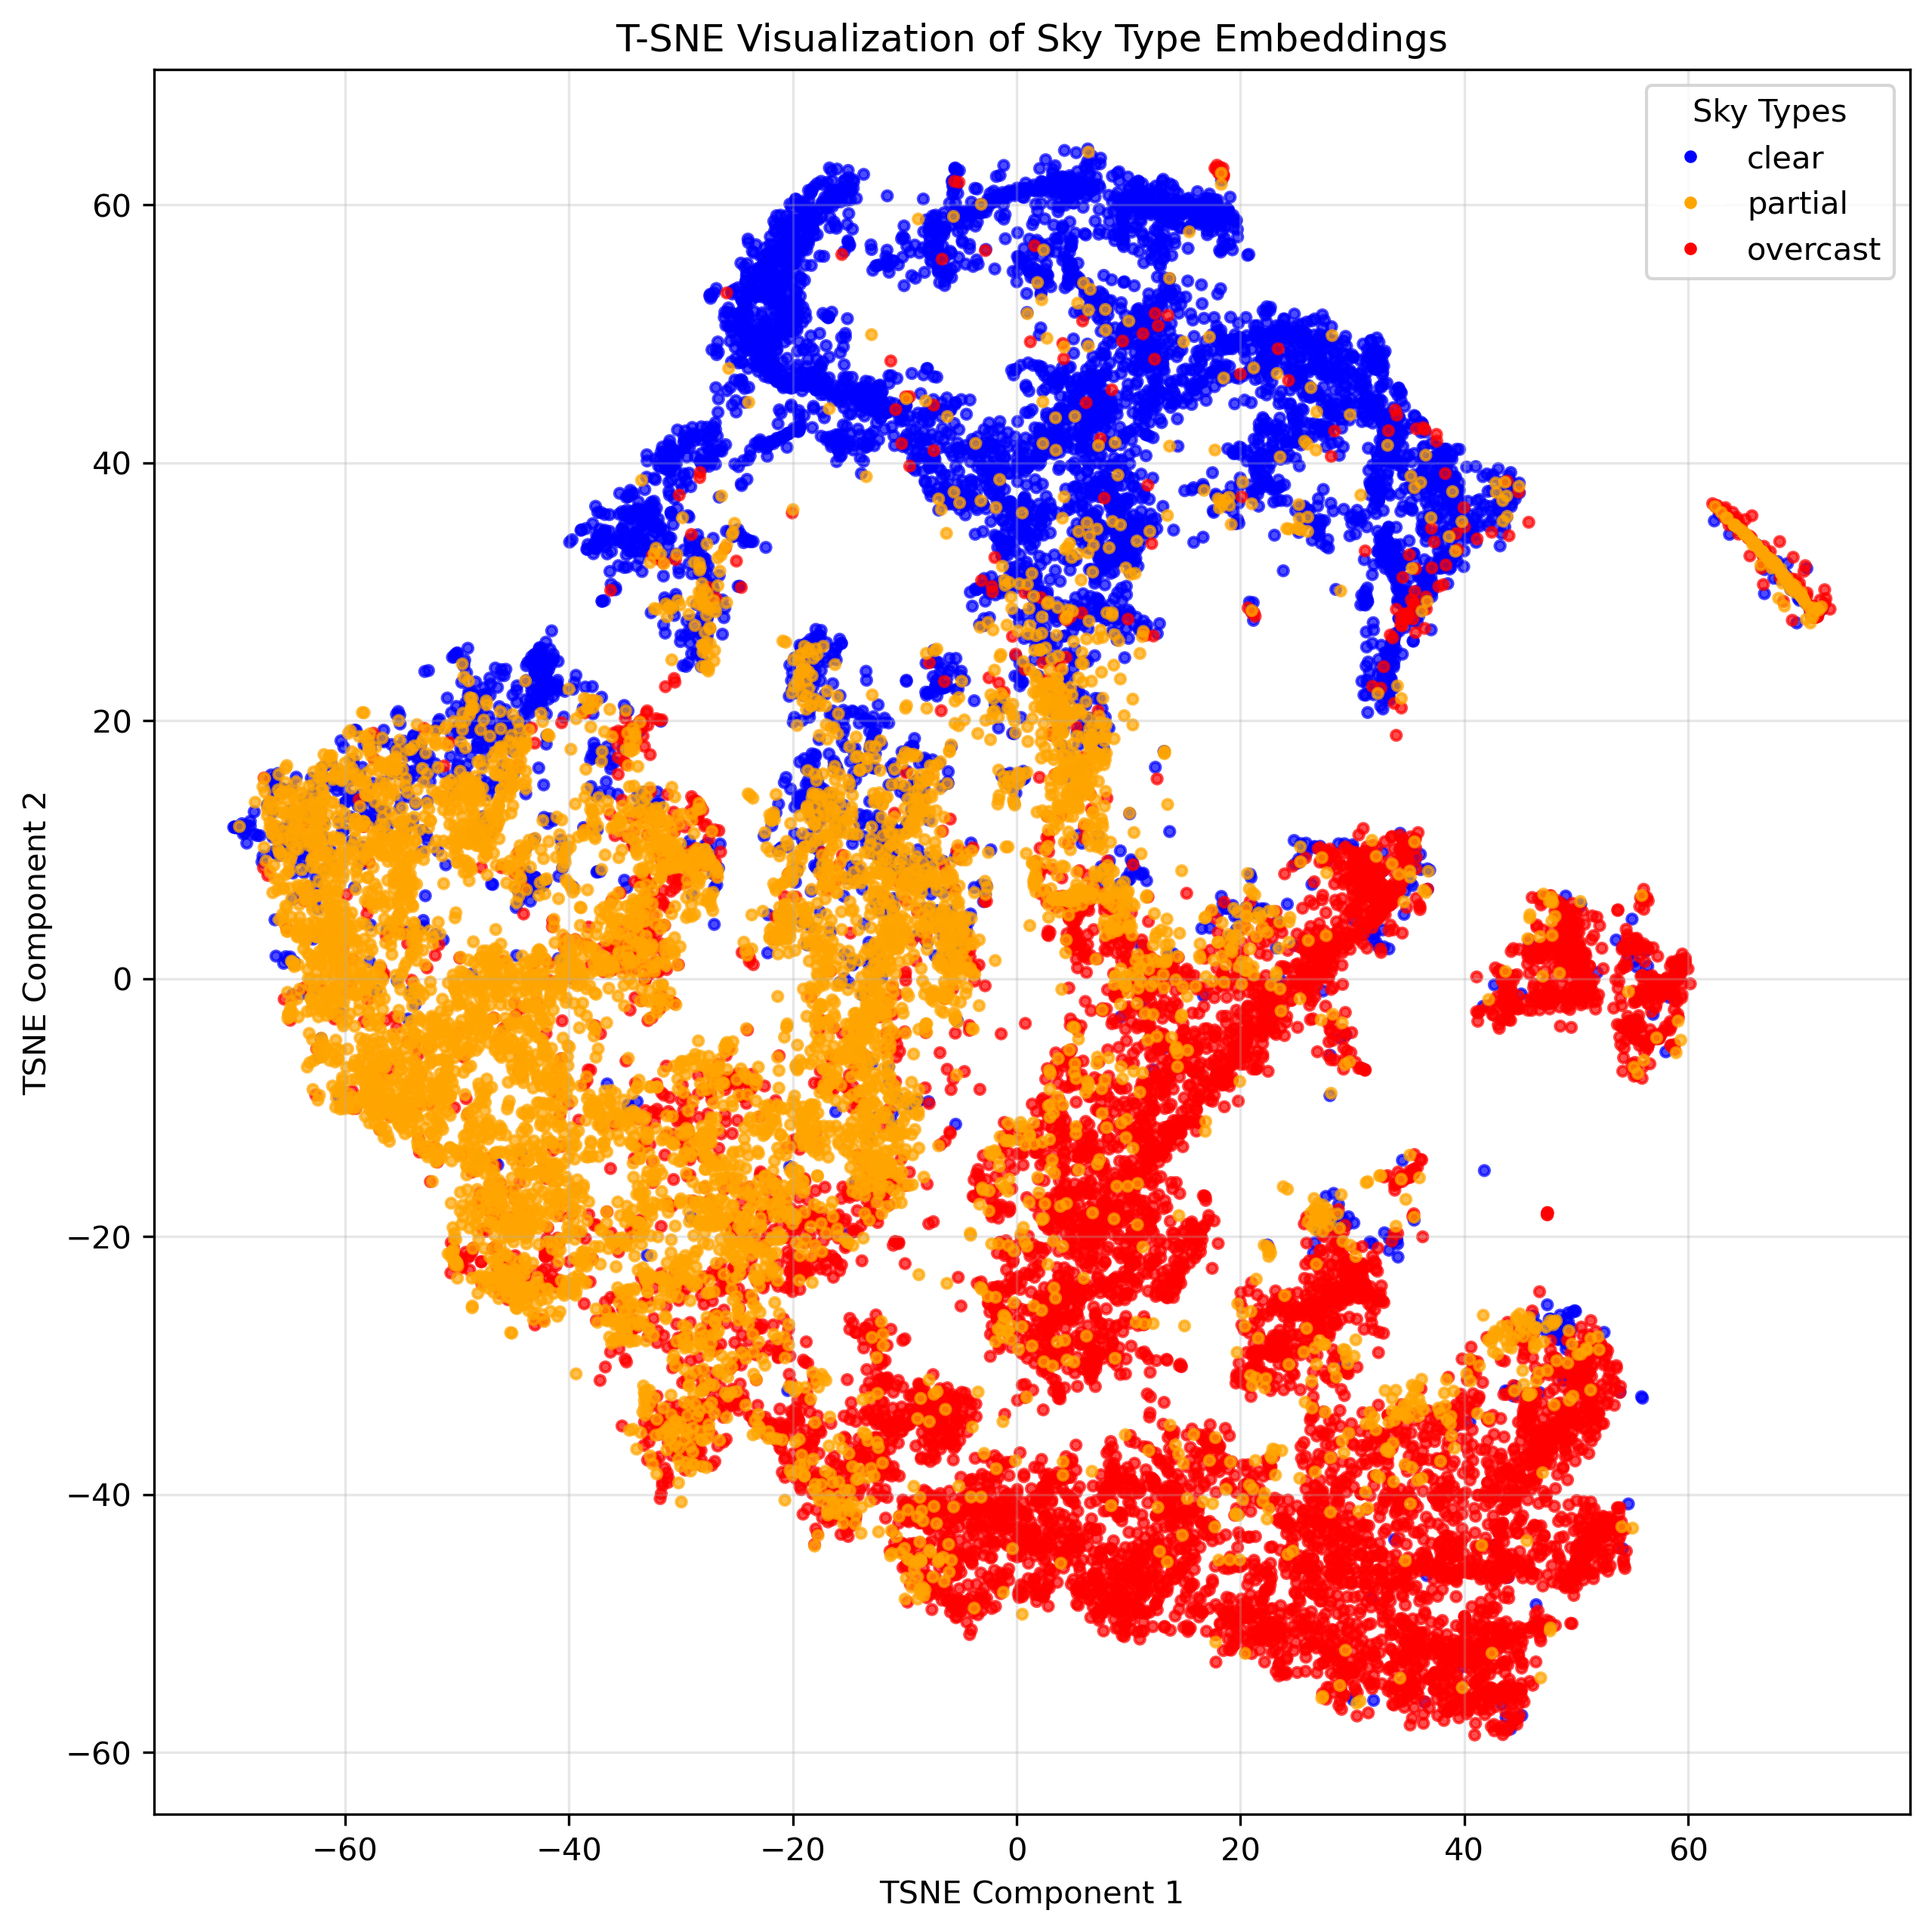 T-SNE Visualization of Sky Type Embeddings
Sky Types
clear
partial
overcast
TSNE Component 2
60
40
20
0
−20
−40
−60
−60
−40
−20
0
20
40
60
TSNE Component 1